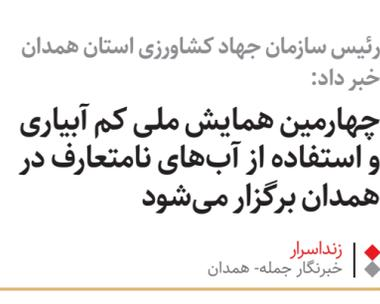 رئیس سازمان جهاد کشاورزی استان همدان
خبر داد:
چهارمین همایش ملی کم آبیاری
و استفاده از آب‌های نامتعارف در
همدان برگزار می‌شود
زنداسرار
خبرنگار جمله- همدان